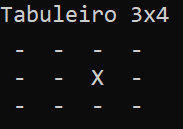 Tabuleiro 3x4
- - - -
- - X -
- - - -